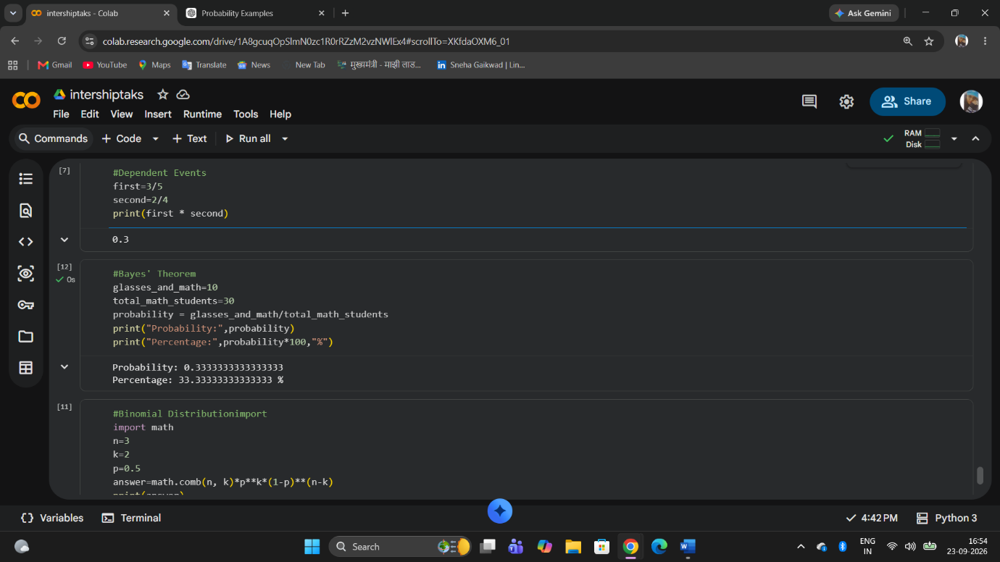 intershiptaks - Colab
Probability Examples
Ask Gemini
colab.research.google.com/drive/1A8gcuqOpSlmN0zc1R0rRZzM2vzNWlEx4#scrollTo=XKfdaOXM6_01
Gmail
YouTube
Maps
Translate
News
New Tab
मुख्यमंत्री - माझी लाड...
Sneha Gaikwad | Lin...
intershiptaks
File Edit View Insert Runtime Tools Help
Share
Commands + Code + Text Run all
RAM
Disk
[7]
#Dependent Events
first=3/5
second=2/4
print(first * second)
0.3
[12]
0s
#Bayes' Theorem
glasses_and_math=10
total_math_students=30
probability = glasses_and_math/total_math_students
print("Probability:",probability)
print("Percentage:",probability*100,"%")
Probability: 0.3333333333333333
Percentage: 33.33333333333333 %
[11]
#Binomial Distributionimport
import math
n=3
k=2
p=0.5
answer=math.comb(n, k)*p**k*(1-p)**(n-k)
print(answer)
Variables
Terminal
4:42 PM
Python 3
Search
ENG
IN
16:54
23-09-2026